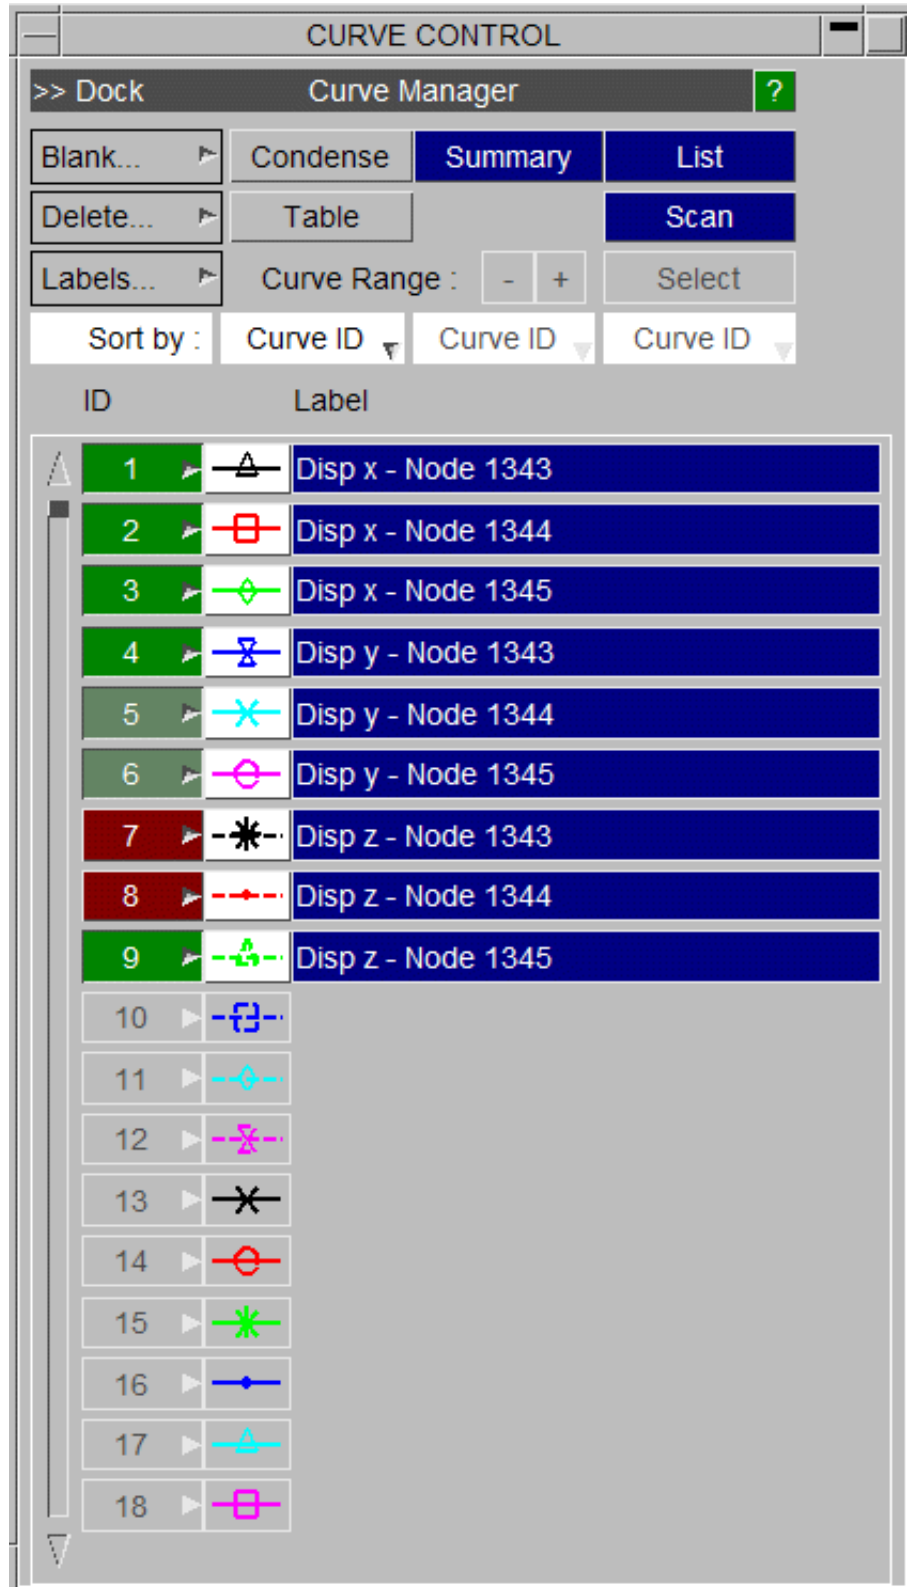 CURVE CONTROL
>> Dock Curve Manager ?
Blank... Condense Summary List
Delete... Table Scan
Labels... Curve Range : - + Select
Sort by : Curve ID Curve ID Curve ID
ID Label
1 Disp x - Node 1343
2 Disp x - Node 1344
3 Disp x - Node 1345
4 Disp y - Node 1343
5 Disp y - Node 1344
6 Disp y - Node 1345
7 Disp z - Node 1343
8 Disp z - Node 1344
9 Disp z - Node 1345
10
11
12
13
14
15
16
17
18